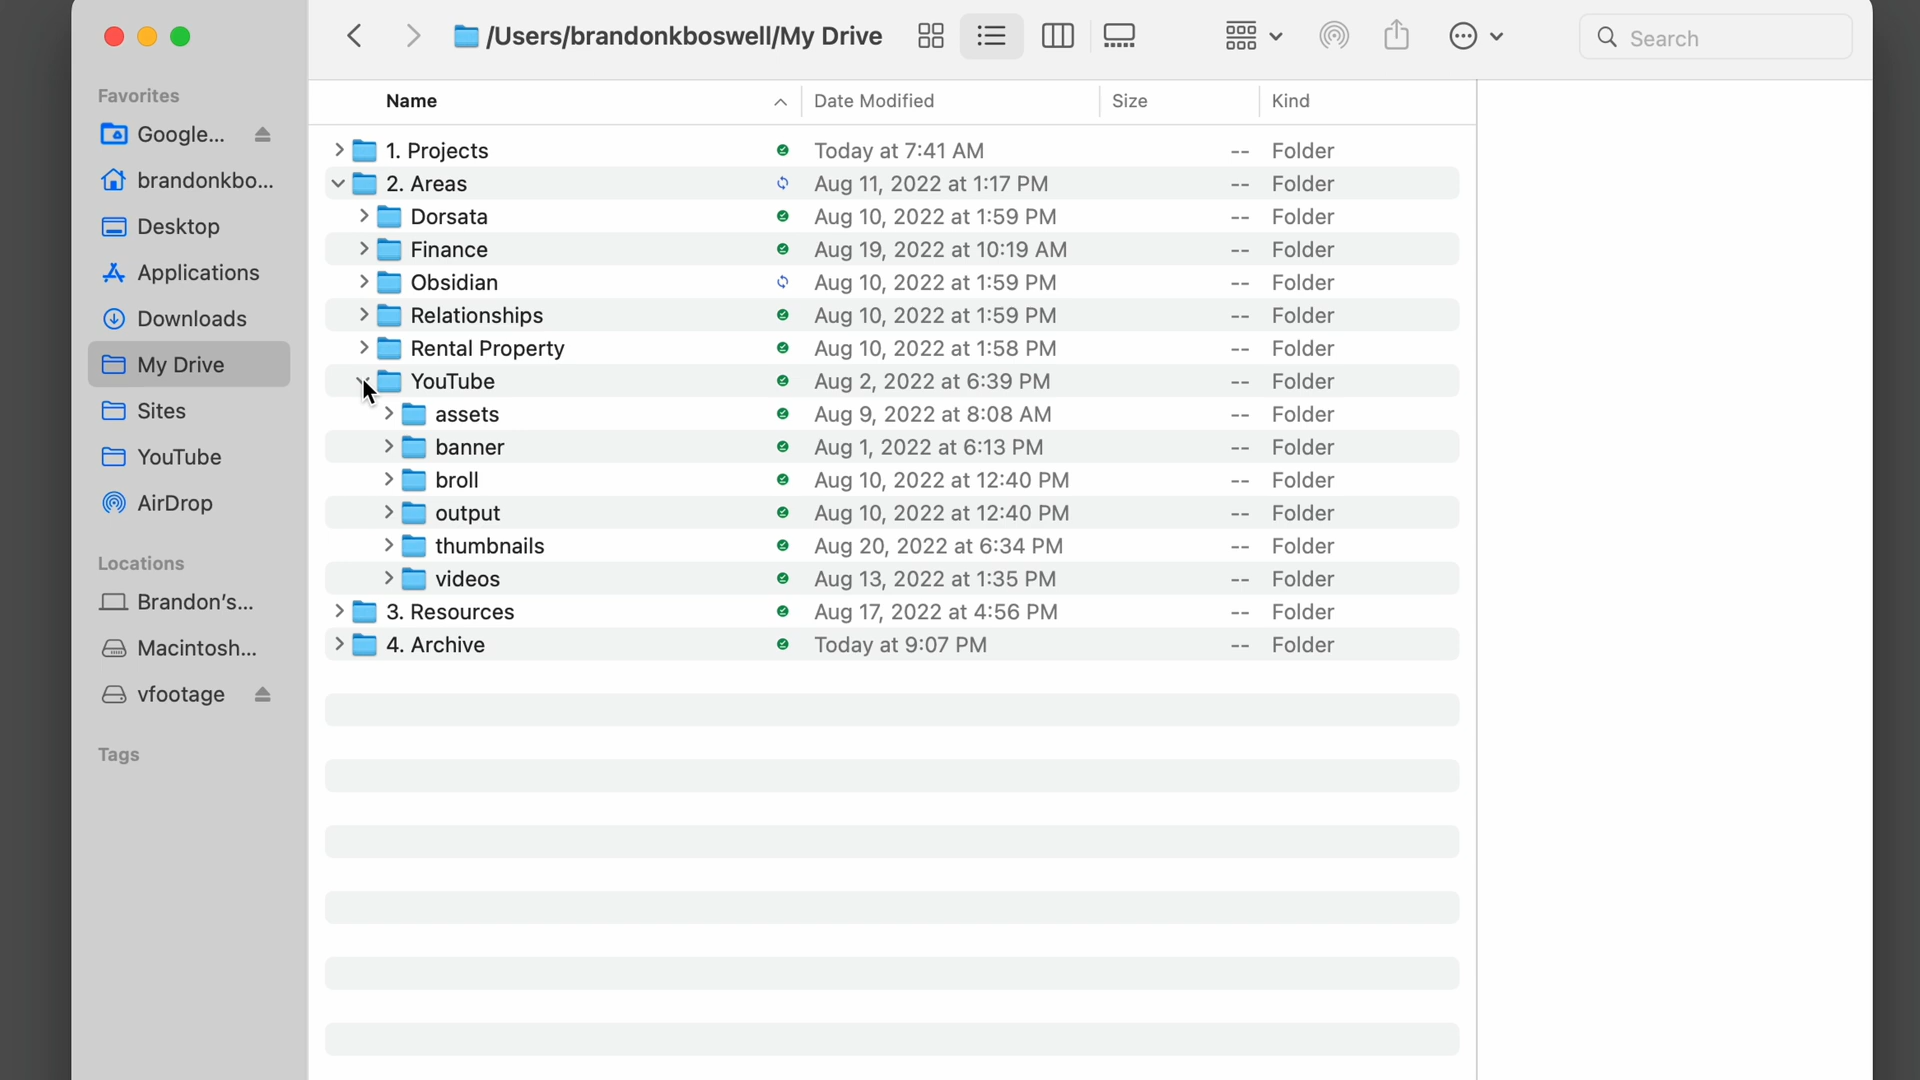 /Users/brandonkboswell/My Drive
Search
Favorites
Google...
brandonkbo...
Desktop
Applications
Downloads
My Drive
Sites
YouTube
AirDrop
Locations
Brandon's...
Macintosh...
vfootage
Tags
Name Date Modified Size Kind
1. Projects Today at 7:41 AM -- Folder
2. Areas Aug 11, 2022 at 1:17 PM -- Folder
Dorsata Aug 10, 2022 at 1:59 PM -- Folder
Finance Aug 19, 2022 at 10:19 AM -- Folder
Obsidian Aug 10, 2022 at 1:59 PM -- Folder
Relationships Aug 10, 2022 at 1:59 PM -- Folder
Rental Property Aug 10, 2022 at 1:58 PM -- Folder
YouTube Aug 2, 2022 at 6:39 PM -- Folder
assets Aug 9, 2022 at 8:08 AM -- Folder
banner Aug 1, 2022 at 6:13 PM -- Folder
broll Aug 10, 2022 at 12:40 PM -- Folder
output Aug 10, 2022 at 12:40 PM -- Folder
thumbnails Aug 20, 2022 at 6:34 PM -- Folder
videos Aug 13, 2022 at 1:35 PM -- Folder
3. Resources Aug 17, 2022 at 4:56 PM -- Folder
4. Archive Today at 9:07 PM -- Folder